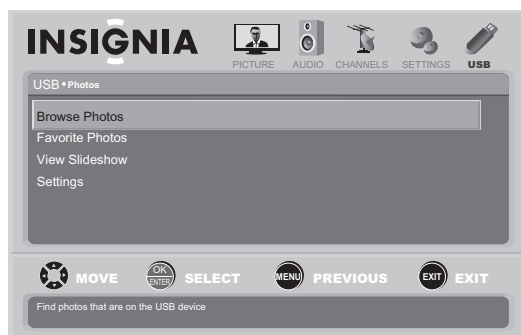 INSIGNIA
PICTURE AUDIO CHANNELS SETTINGS USB
USB • Photos
Browse Photos
Favorite Photos
View Slideshow
Settings
MOVE OK ENTER SELECT MENU PREVIOUS EXIT EXIT
Find photos that are on the USB device